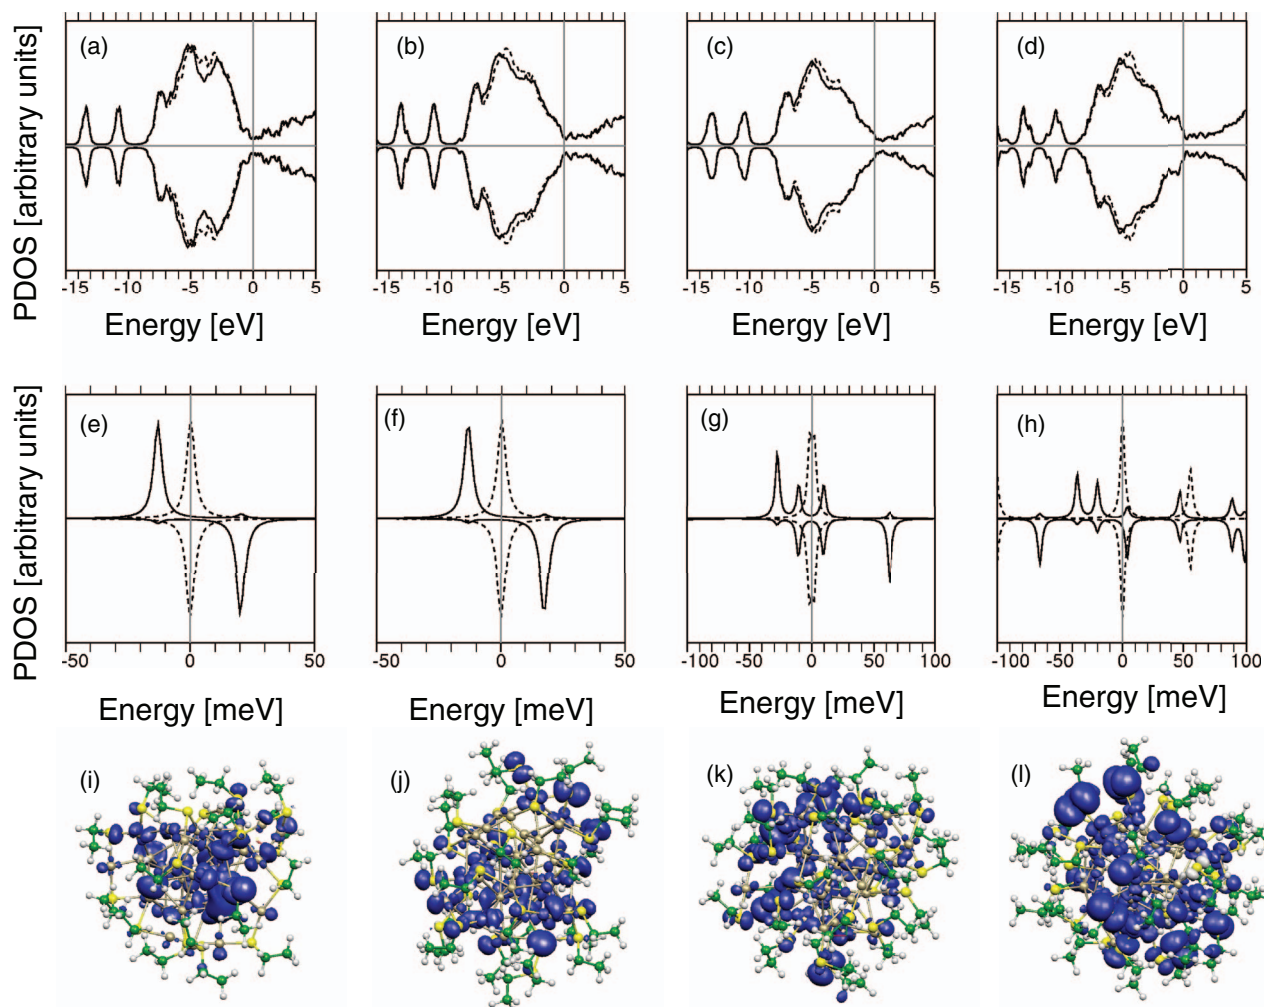 PDOS [arbitrary units]
(a) (b) (c) (d)
-15 -10 -5 0 5 -15 -10 -5 0 5 -15 -10 -5 0 5 -15 -10 -5 0 5
Energy [eV] Energy [eV] Energy [eV] Energy [eV]
PDOS [arbitrary units]
(e) (f) (g) (h)
-50 0 50 -50 0 50 -100 -50 0 50 100 -100 -50 0 50 100
Energy [meV] Energy [meV] Energy [meV] Energy [meV]
(i) (j) (k) (l)